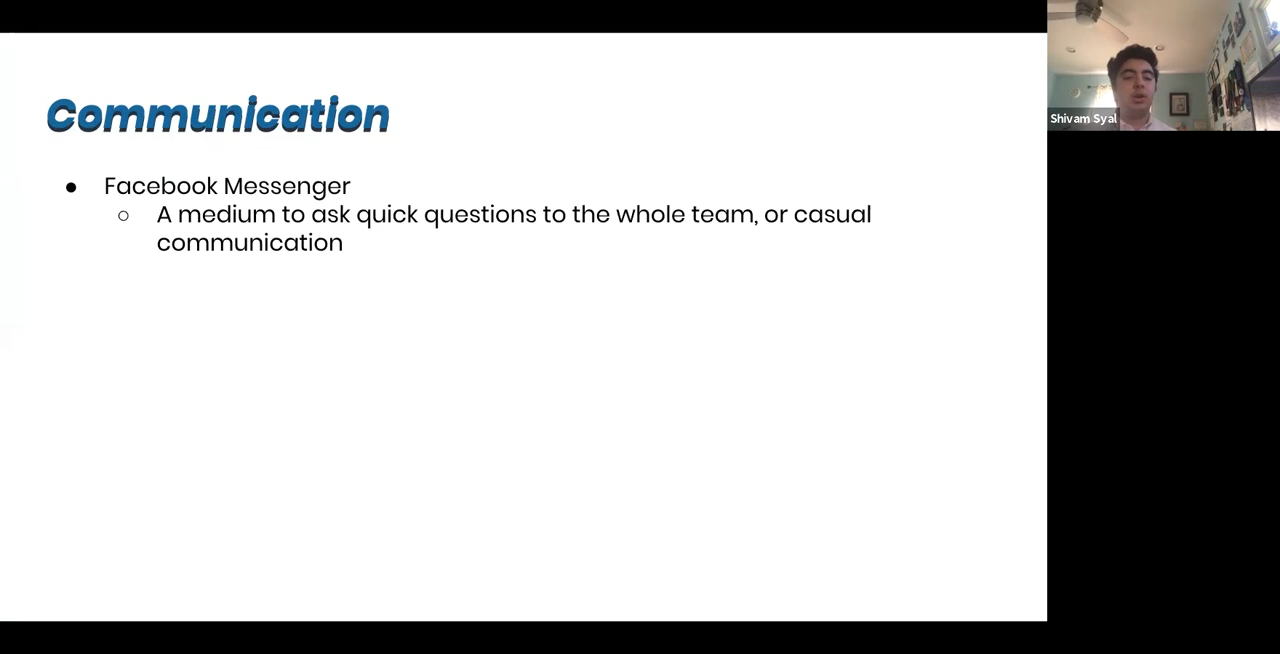 Communication
● Facebook Messenger
○ A medium to ask quick questions to the whole team, or casual
communication
Shivam Syal